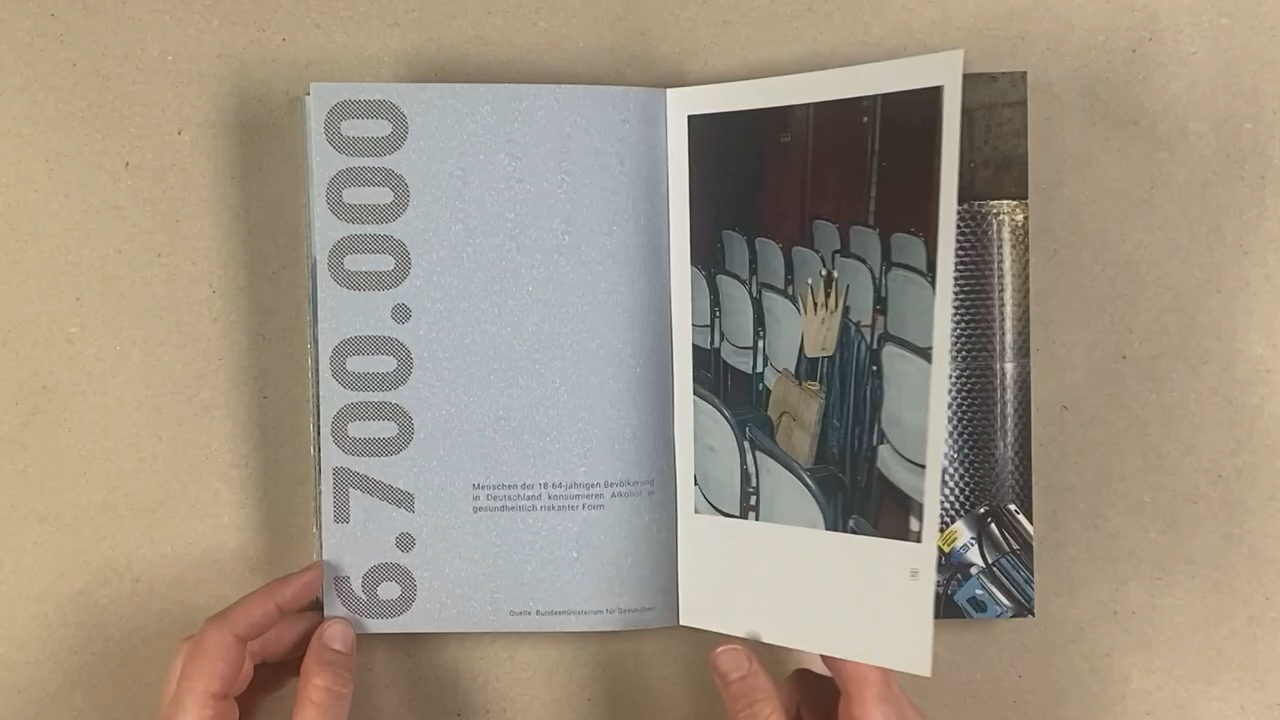 6.700.000
Menschen der 18-64-jährigen Bevölkerung
in Deutschland konsumieren Alkohol in
gesundheitlich riskanter Form
Quelle: Bundesministerium für Gesundheit